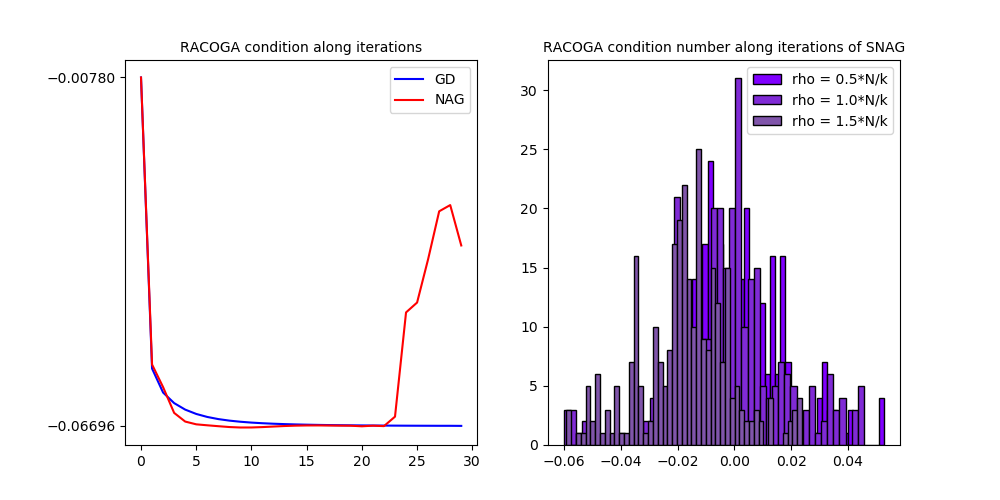 RACOGA condition along iterations
−0.00780
−0.06696
GD
NAG
0 5 10 15 20 25 30
RACOGA condition number along iterations of SNAG
rho = 0.5*N/k
rho = 1.0*N/k
rho = 1.5*N/k
30
25
20
15
10
5
0
−0.06 −0.04 −0.02 0.00 0.02 0.04